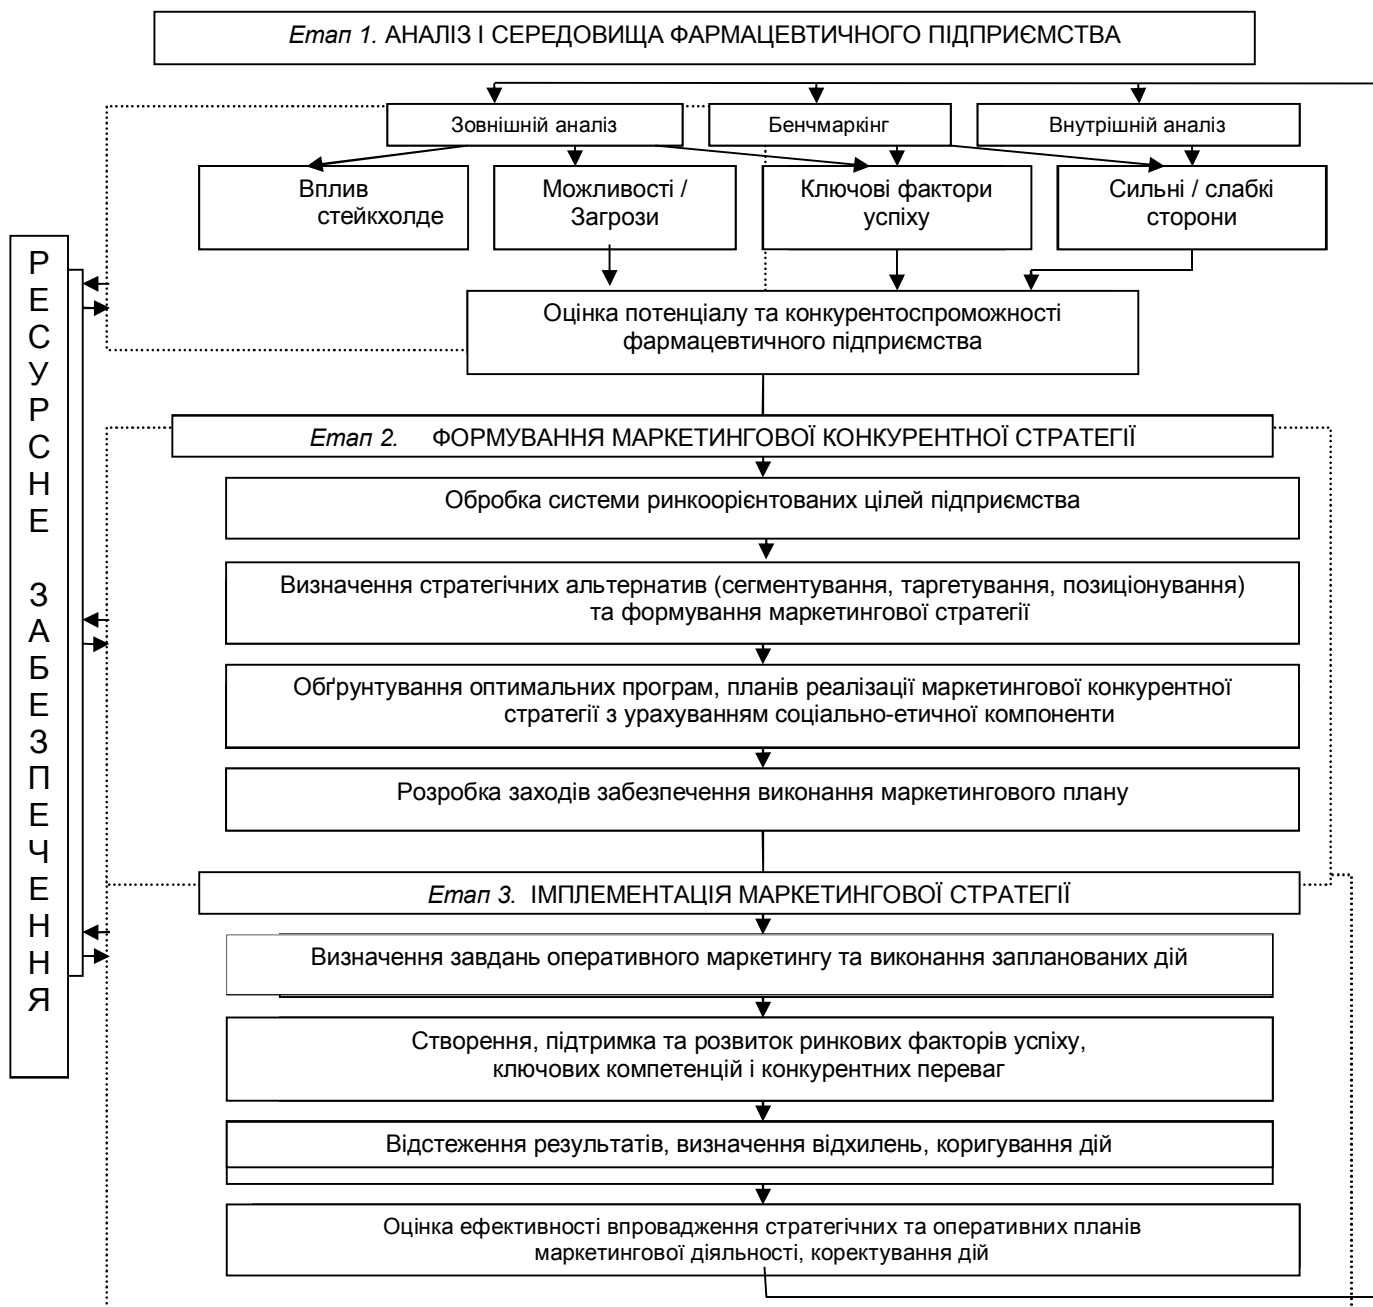 Етап 1. АНАЛІЗ І СЕРЕДОВИЩА ФАРМАЦЕВТИЧНОГО ПІДПРИЄМСТВА
Зовнішній аналіз
Бенчмаркінг
Внутрішній аналіз
Вплив
стейкхолде
Можливості /
Загрози
Ключові фактори
успіху
Сильні / слабкі
сторони
Оцінка потенціалу та конкурентоспроможності
фармацевтичного підприємства
РЕСУРСНЕ ЗАБЕЗПЕЧЕННЯ
Етап 2. ФОРМУВАННЯ МАРКЕТИНГОВОЇ КОНКУРЕНТНОЇ СТРАТЕГІЇ
Обробка системи ринкоорієнтованих цілей підприємства
Визначення стратегічних альтернатив (сегментування, таргетування, позиціонування)
та формування маркетингової стратегії
Обґрунтування оптимальних програм, планів реалізації маркетингової конкурентної
стратегії з урахуванням соціально-етичної компоненти
Розробка заходів забезпечення виконання маркетингового плану
Етап 3. ІМПЛЕМЕНТАЦІЯ МАРКЕТИНГОВОЇ СТРАТЕГІЇ
Визначення завдань оперативного маркетингу та виконання запланованих дій
Створення, підтримка та розвиток ринкових факторів успіху,
ключових компетенцій і конкурентних переваг
Відстеження результатів, визначення відхилень, коригування дій
Оцінка ефективності впровадження стратегічних та оперативних планів
маркетингової діяльності, коректування дій